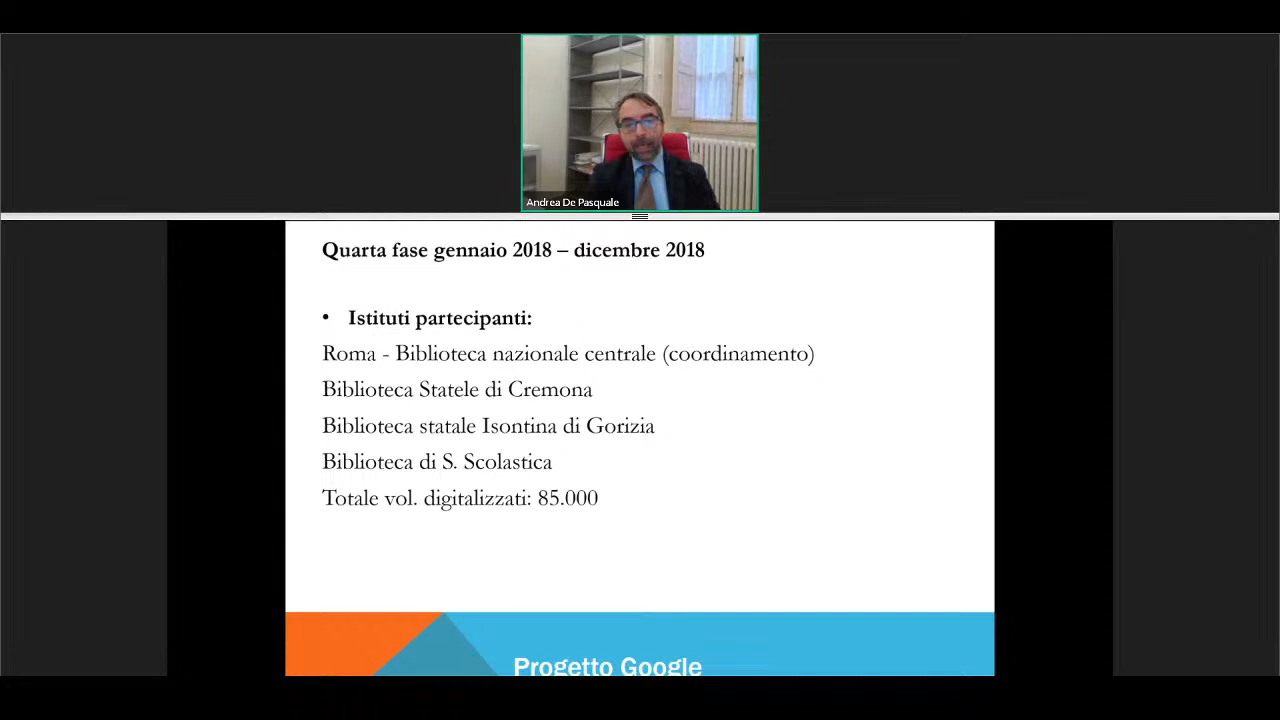 Andrea De Pasquale
Quarta fase gennaio 2018 – dicembre 2018
• Istituti partecipanti:
Roma - Biblioteca nazionale centrale (coordinamento)
Biblioteca Statele di Cremona
Biblioteca statale Isontina di Gorizia
Biblioteca di S. Scolastica
Totale vol. digitalizzati: 85.000
Progetto Google